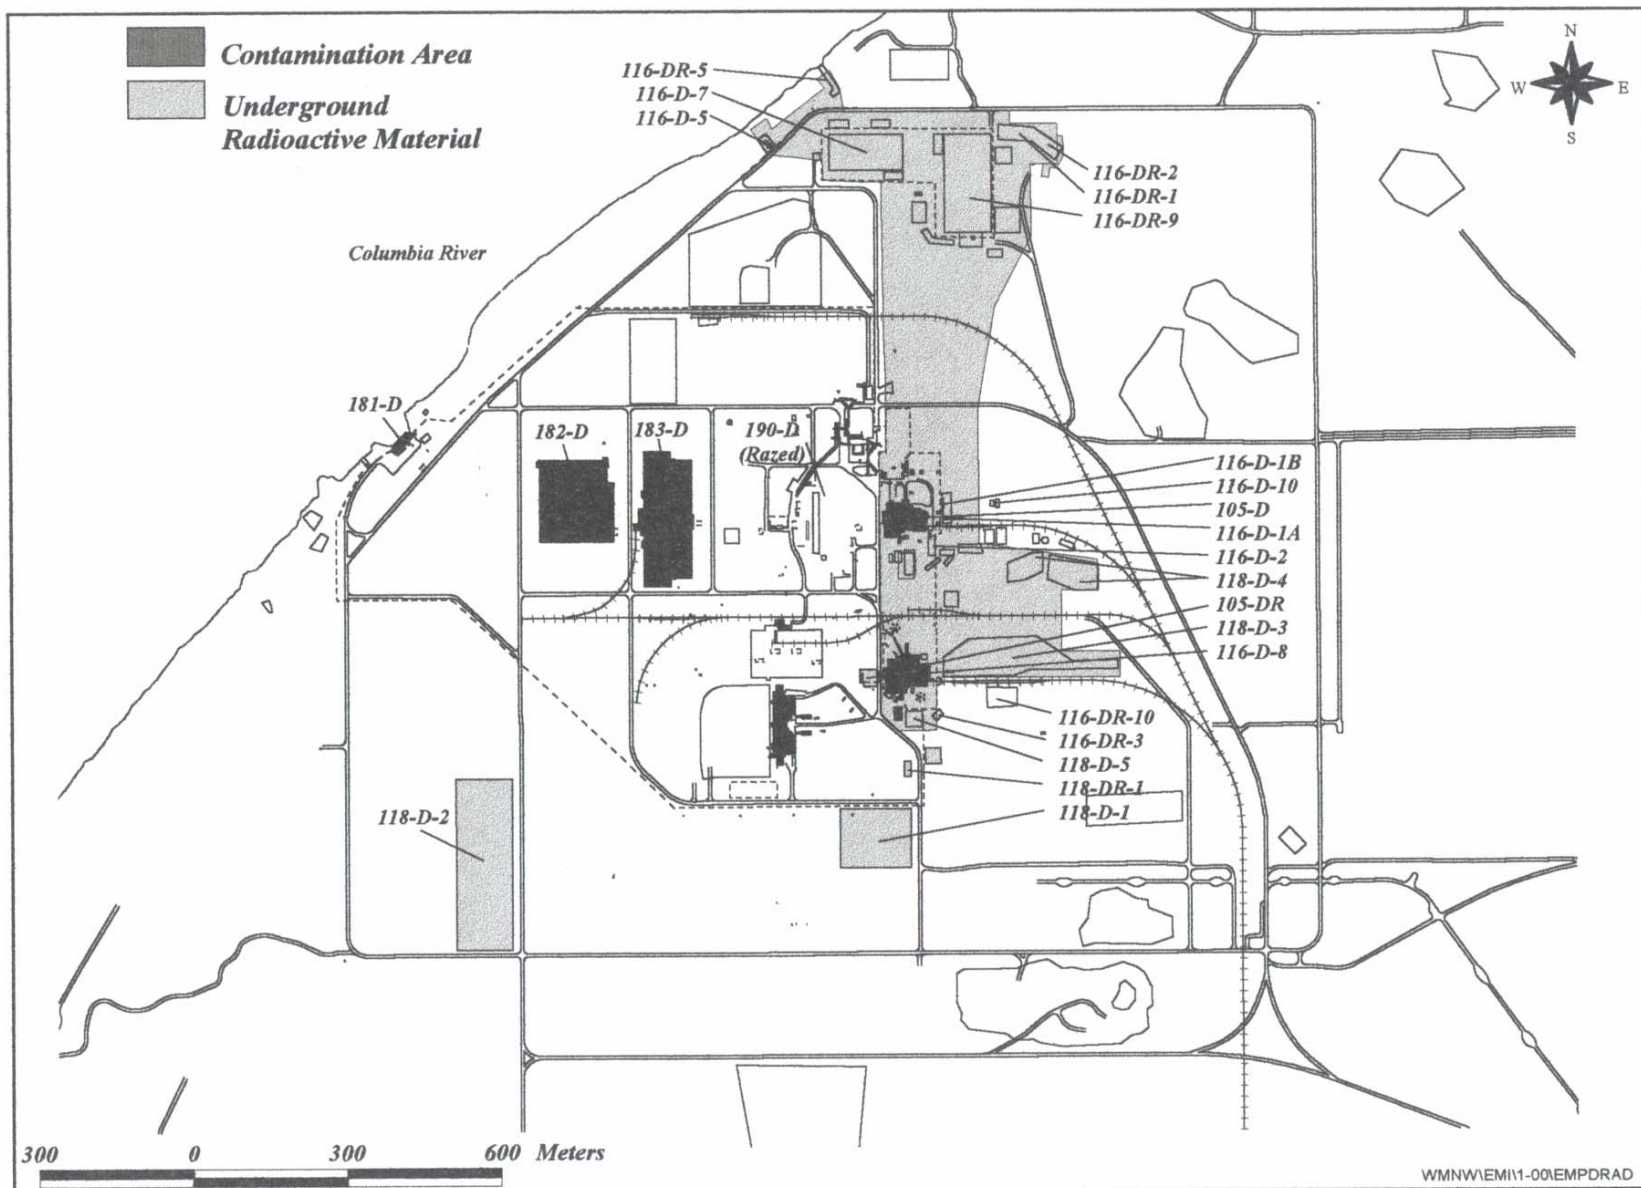 Contamination Area
Underground
Radioactive Material
N
W
E
S
116-DR-5
116-D-7
116-D-5
116-DR-2
116-DR-1
116-DR-9
Columbia River
181-D
182-D
183-D
190-D
(Razed)
116-D-1B
116-D-10
105-D
116-D-1A
116-D-2
118-D-4
105-DR
118-D-3
116-D-8
116-DR-10
116-DR-3
118-D-5
118-DR-1
118-D-1
118-D-2
300
0
300
600 Meters
WMNW\EMI\1-00\EMPDRAD